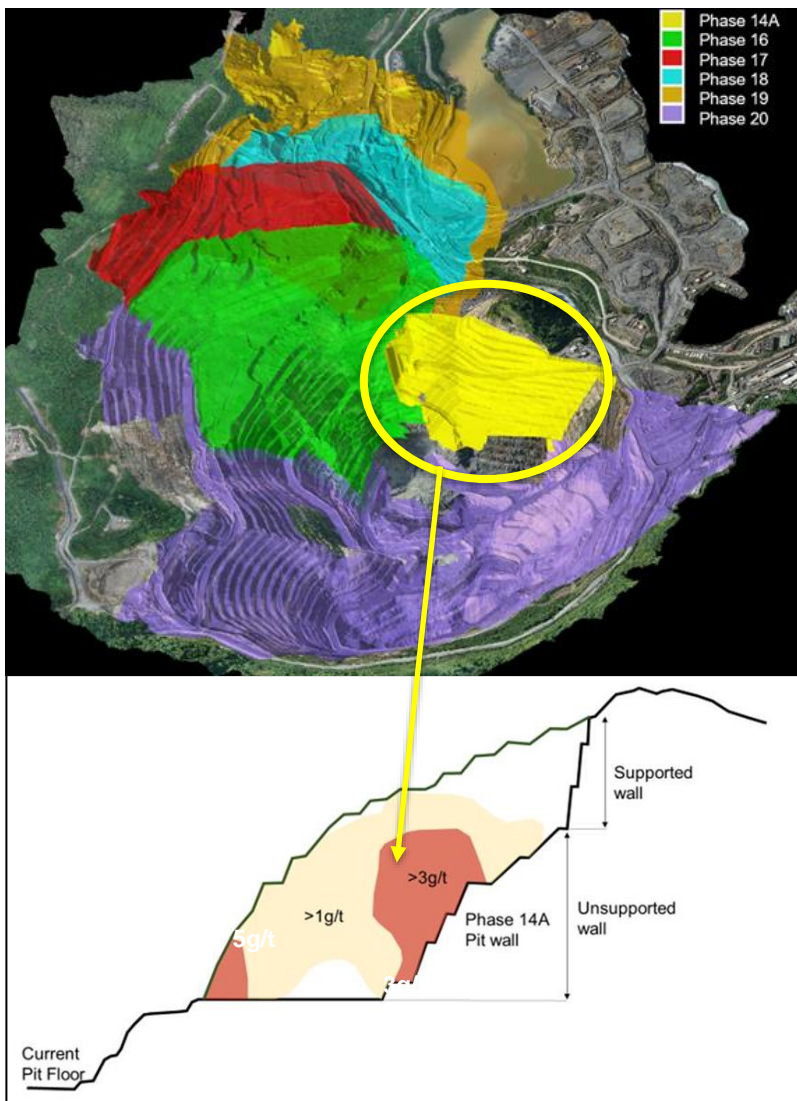 Phase 14A
Phase 16
Phase 17
Phase 18
Phase 19
Phase 20
Supported
wall
>3g/t
>1g/t
Phase 14A
Pit wall
Unsupported
wall
5g/t
Current
Pit Floor